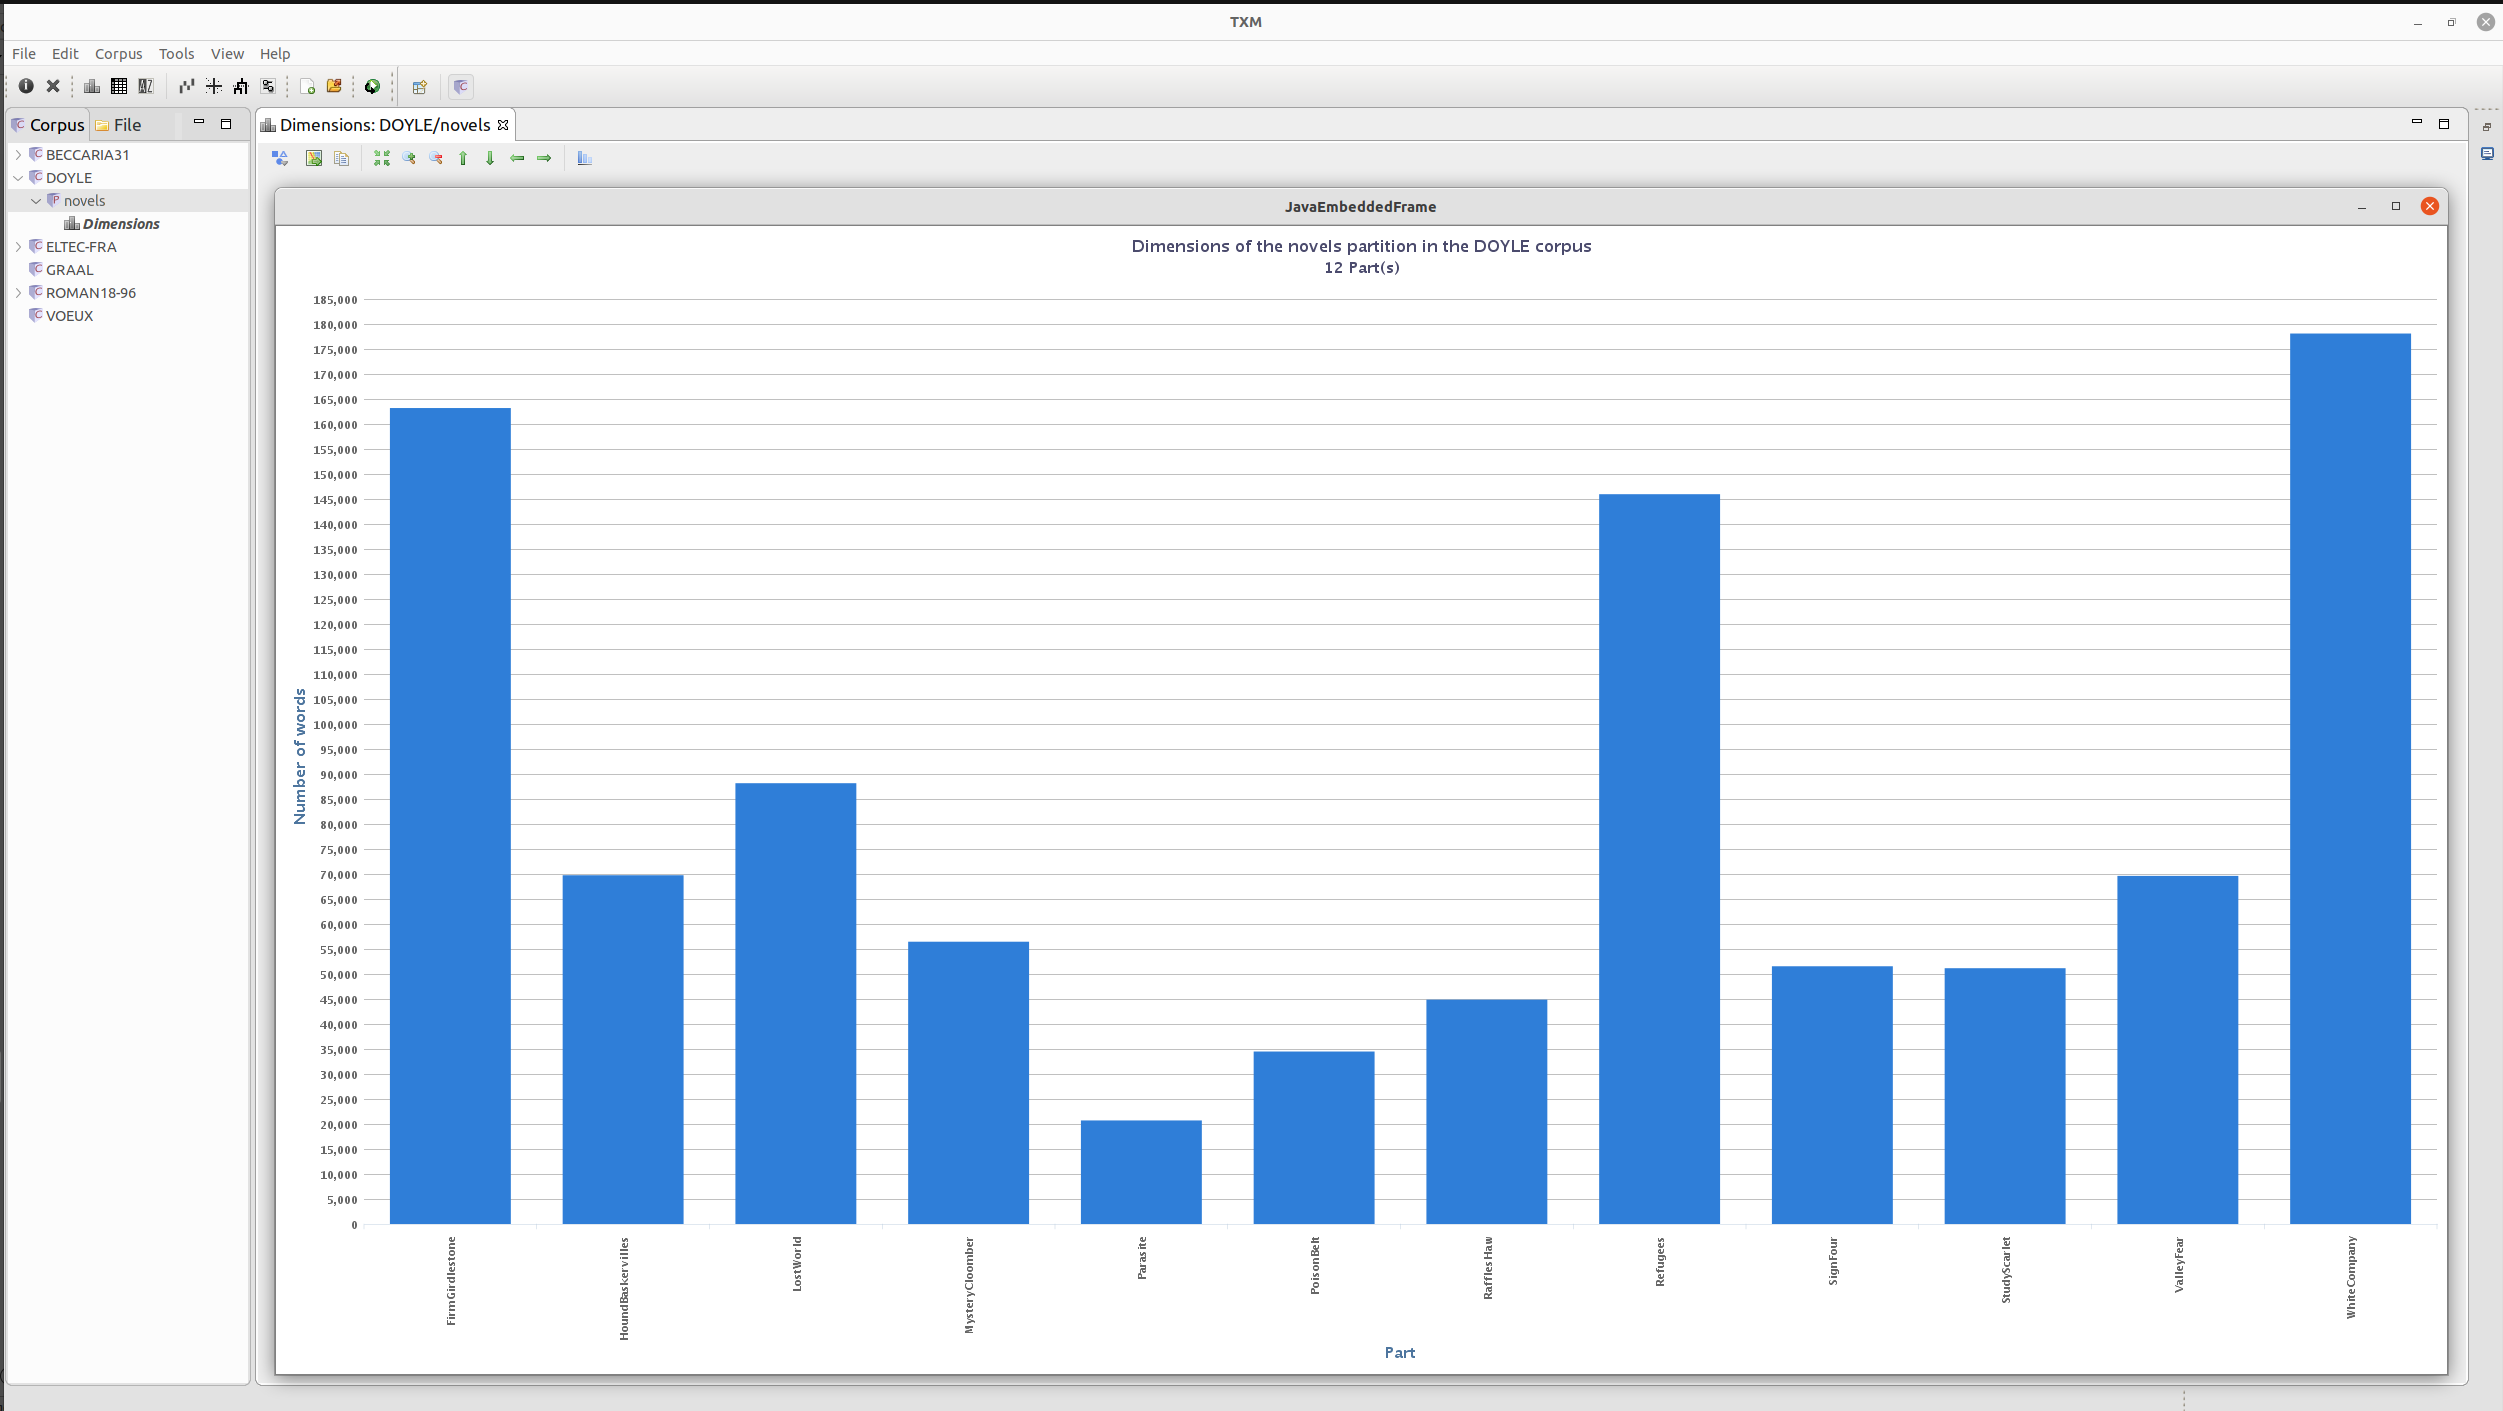 TXM
File Edit Corpus Tools View Help
Corpus File
BECCARIA31
DOYLE
novels
Dimensions
ELTEC-FRA
GRAAL
ROMAN18-96
VOEUX
Dimensions: DOYLE/novels
JavaEmbeddedFrame
Dimensions of the novels partition in the DOYLE corpus
12 Part(s)
Number of words
185,000
180,000
175,000
170,000
165,000
160,000
155,000
150,000
145,000
140,000
135,000
130,000
125,000
120,000
115,000
110,000
105,000
100,000
95,000
90,000
85,000
80,000
75,000
70,000
65,000
60,000
55,000
50,000
45,000
40,000
35,000
30,000
25,000
20,000
15,000
10,000
5,000
0
FirmGirdlestone
HoundBaskervilles
LostWorld
MysteryCloomber
Parasite
PoisonBelt
RafflesHaw
Refugees
SignFour
StudyScarlet
ValleyFear
WhiteCompany
Part